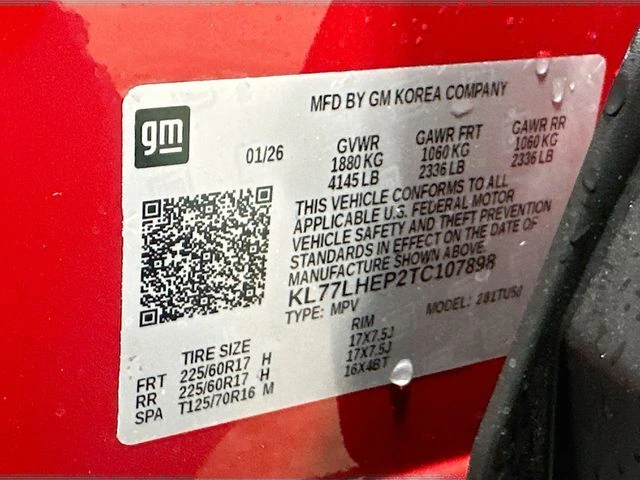 MFD BY GM KOREA COMPANY
gm
01/26
GVWR
1880 KG
4145 LB
GAWR FRT
1060 KG
2336 LB
GAWR RR
1060 KG
2336 LB
THIS VEHICLE CONFORMS TO ALL
APPLICABLE U.S. FEDERAL MOTOR
VEHICLE SAFETY AND THEFT PREVENTION
STANDARDS IN EFFECT ON THE DATE OF
MANUFACTURE SHOWN ABOVE.
KL77LHEP2TC107898
TYPE: MPV MODEL:
TIRE SIZE RIM
FRT 225/60R17 H 17X7.5J
RR 225/60R17 H 17X7.5J
SPA T125/70R16 M 16X4BT